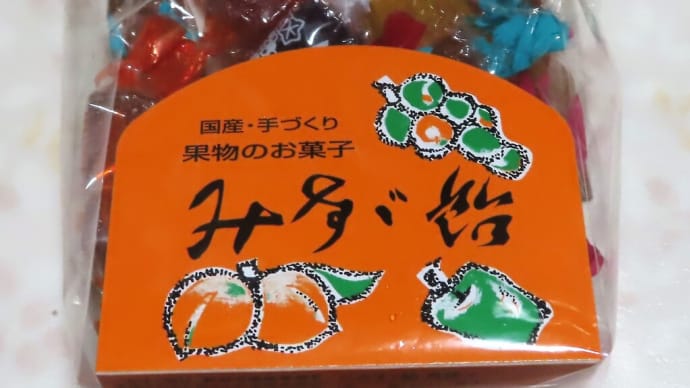 国産・手づくり
果物のお菓子
みすゞ飴